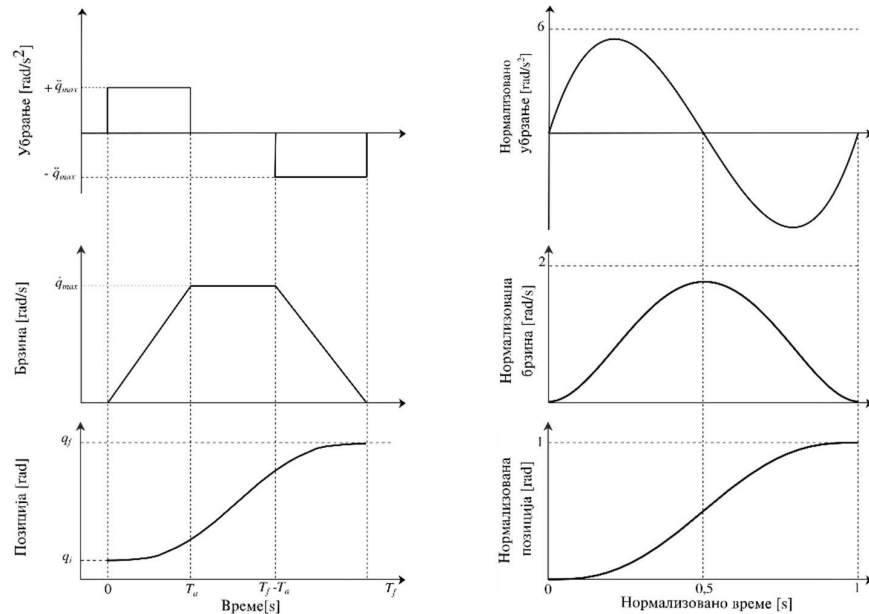 Убрзање [rad/s²]
+ q̈max
- q̈max
Брзина [rad/s]
q̇max
Позиција [rad]
qf
qi
0
Ta
Tf -Ta
Tf
Време[s]
Нормализовано
убрзање [rad/s²]
6
Нормализована
брзина [rad/s]
2
Нормализована
позиција [rad]
1
0
0,5
1
Нормализовано време [s]